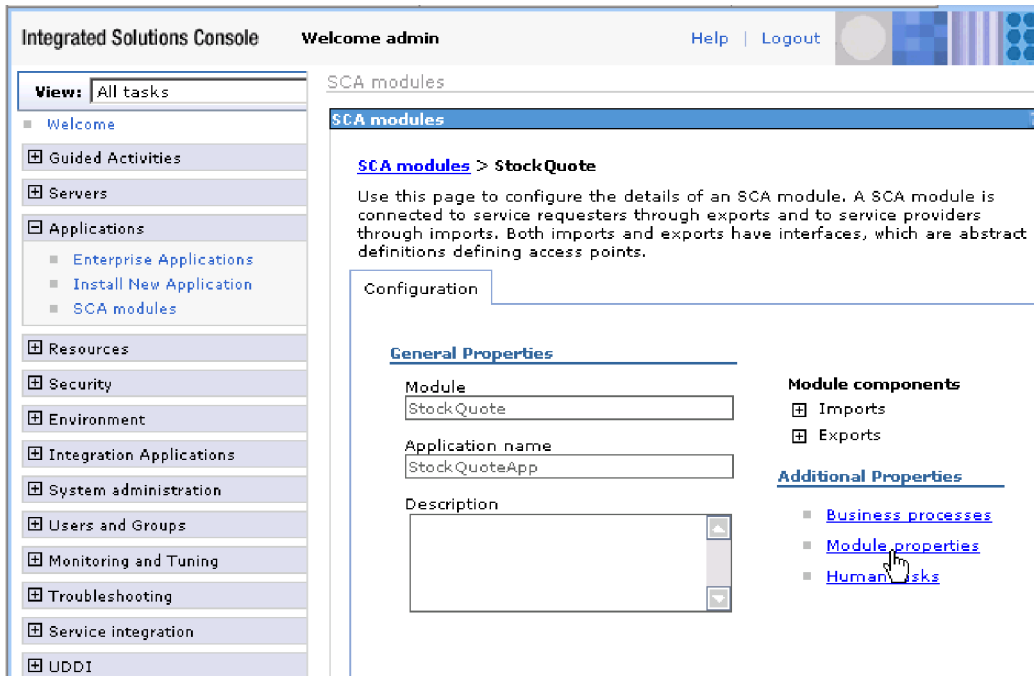 Integrated Solutions Console Welcome admin Help | Logout
View: All tasks
Welcome
Guided Activities
Servers
Applications
Enterprise Applications
Install New Application
SCA modules
Resources
Security
Environment
Integration Applications
System administration
Users and Groups
Monitoring and Tuning
Troubleshooting
Service integration
UDDI
SCA modules
SCA modules
SCA modules > StockQuote
Use this page to configure the details of an SCA module. A SCA module is
connected to service requesters through exports and to service providers
through imports. Both imports and exports have interfaces, which are abstract
definitions defining access points.
Configuration
General Properties
Module
StockQuote
Application name
StockQuoteApp
Description
Module components
Imports
Exports
Additional Properties
Business processes
Module properties
Human tasks